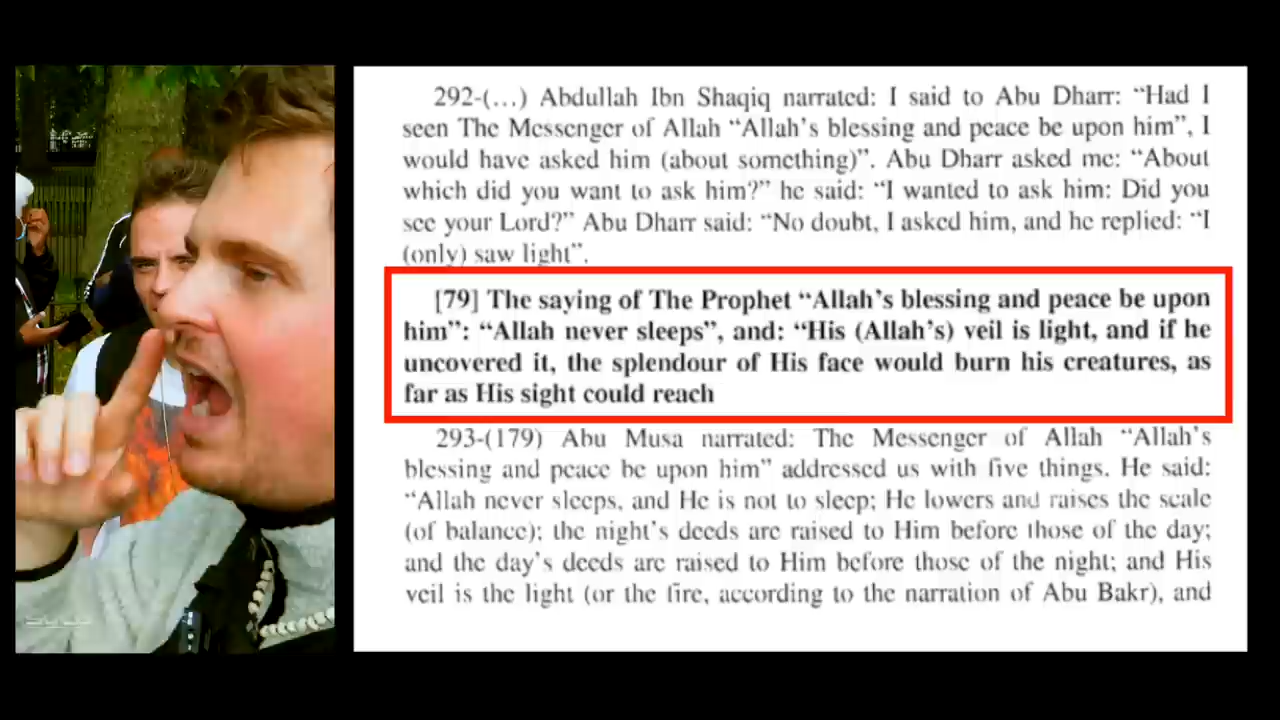 292-(...) Abdullah Ibn Shaqiq narrated: I said to Abu Dharr: “Had I
seen The Messenger of Allah “Allah’s blessing and peace be upon him”, I
would have asked him (about something)”. Abu Dharr asked me: “About
which did you want to ask him?” he said: “I wanted to ask him: Did you
see your Lord?” Abu Dharr said: “No doubt, I asked him, and he replied: “I
(only) saw light”.
[79] The saying of The Prophet “Allah’s blessing and peace be upon
him”: “Allah never sleeps”, and: “His (Allah’s) veil is light, and if he
uncovered it, the splendour of His face would burn his creatures, as
far as His sight could reach
293-(179) Abu Musa narrated: The Messenger of Allah “Allah’s
blessing and peace be upon him” addressed us with five things. He said:
“Allah never sleeps, and He is not to sleep; He lowers and raises the scale
(of balance); the night’s deeds are raised to Him before those of the day;
and the day’s deeds are raised to Him before those of the night; and His
veil is the light (or the fire, according to the narration of Abu Bakr), and